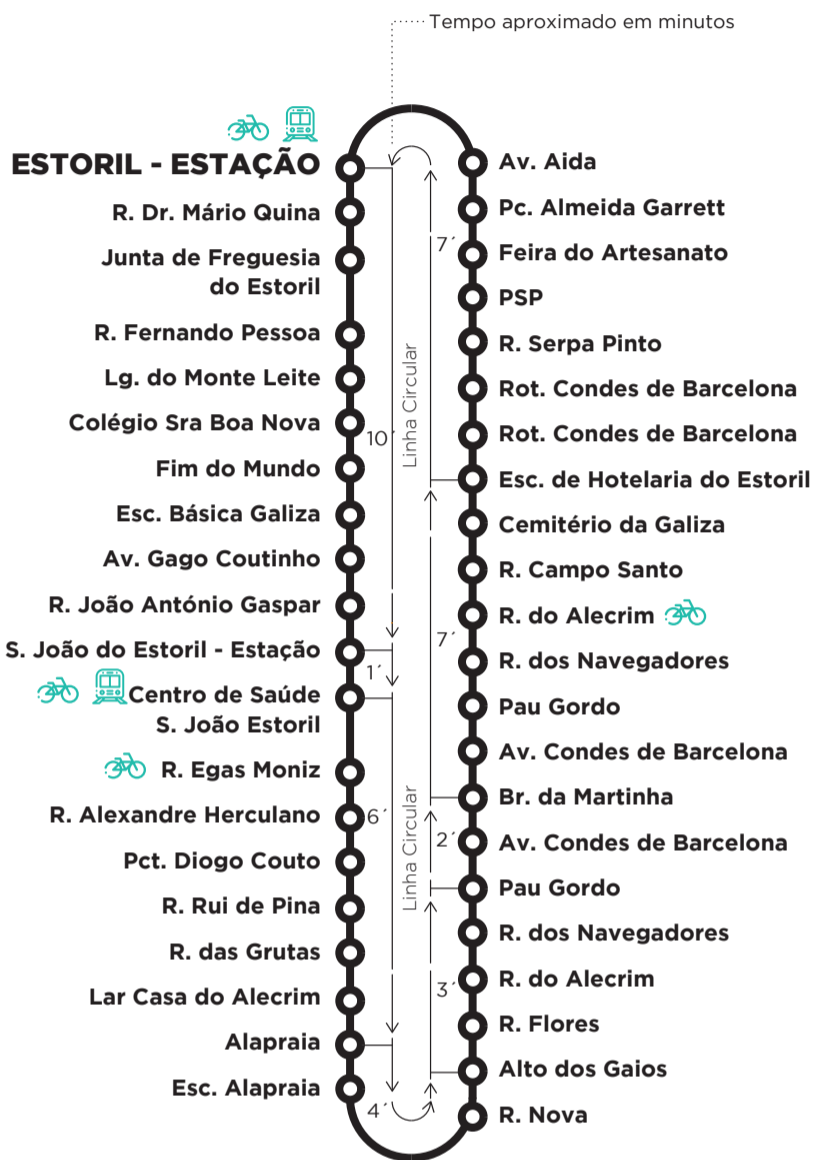 Tempo aproximado em minutos
ESTORIL - ESTAÇÃO
R. Dr. Mário Quina
Junta de Freguesia
do Estoril
R. Fernando Pessoa
Lg. do Monte Leite
Colégio Sra Boa Nova
Fim do Mundo
Esc. Básica Galiza
Av. Gago Coutinho
R. João António Gaspar
S. João do Estoril - Estação
Centro de Saúde
S. João Estoril
R. Egas Moniz
R. Alexandre Herculano
Pct. Diogo Couto
R. Rui de Pina
R. das Grutas
Lar Casa do Alecrim
Alapraia
Esc. Alapraia
10´
1´
6´
4´
Linha Circular
Linha Circular
7´
7´
2´
3´
Av. Aida
Pc. Almeida Garrett
Feira do Artesanato
PSP
R. Serpa Pinto
Rot. Condes de Barcelona
Rot. Condes de Barcelona
Esc. de Hotelaria do Estoril
Cemitério da Galiza
R. Campo Santo
R. do Alecrim
R. dos Navegadores
Pau Gordo
Av. Condes de Barcelona
Br. da Martinha
Av. Condes de Barcelona
Pau Gordo
R. dos Navegadores
R. do Alecrim
R. Flores
Alto dos Gaios
R. Nova